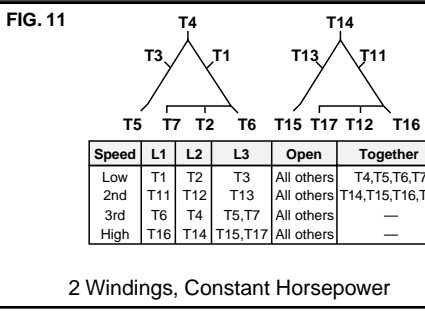 FIG. 11
T4 T14
T3 T1 T13 T11
T5 T7 T2 T6 T15 T17 T12 T16
Speed L1 L2 L3 Open Together
Low T1 T2 T3 All others T4,T5,T6,T7
2nd T11 T12 T13 All others T14,T15,T16,T
3rd T6 T4 T5,T7 All others —
High T16 T14 T15,T17 All others —
2 Windings, Constant Horsepower